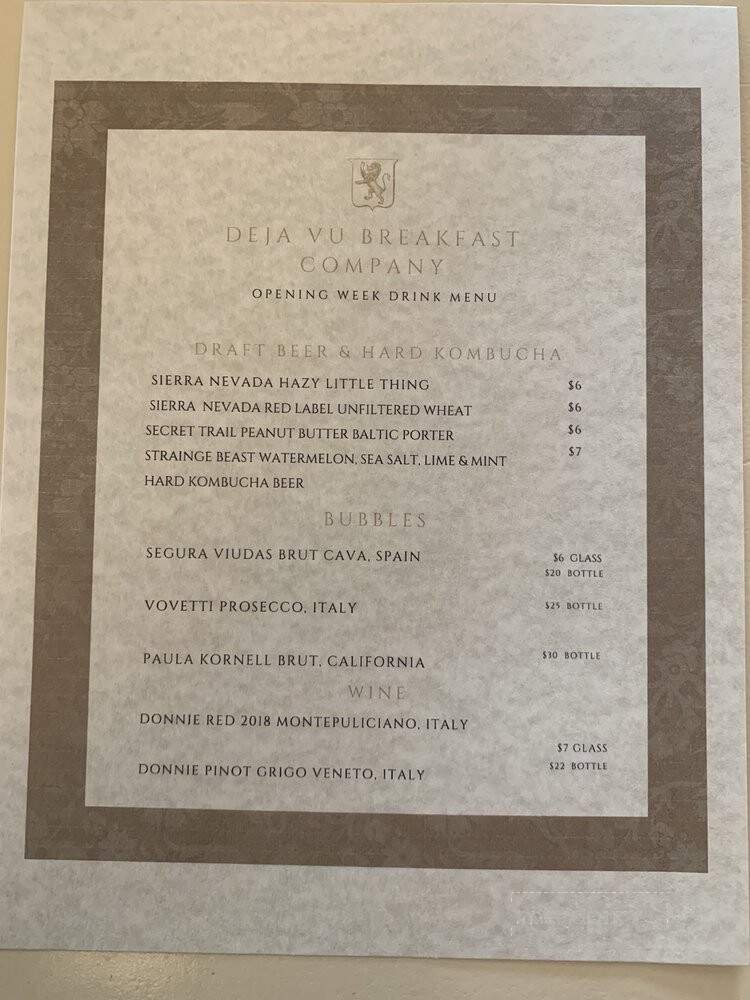 DEJA VU BREAKFAST
COMPANY
OPENING WEEK DRINK MENU
DRAFT BEER & HARD KOMBUCHA
SIERRA NEVADA HAZY LITTLE THING $6
SIERRA NEVADA RED LABEL UNFILTERED WHEAT $6
SECRET TRAIL PEANUT BUTTER BALTIC PORTER $6
STRAINGE BEAST WATERMELON, SEA SALT, LIME & MINT $7
HARD KOMBUCHA BEER
BUBBLES
SEGURA VIUDAS BRUT CAVA, SPAIN $6 GLASS
$20 BOTTLE
VOVETTI PROSECCO, ITALY $25 BOTTLE
PAULA KORNELL BRUT, CALIFORNIA $30 BOTTLE
WINE
DONNIE RED 2018 MONTEPULICIANO, ITALY
$7 GLASS
DONNIE PINOT GRIGO VENETO, ITALY $22 BOTTLE